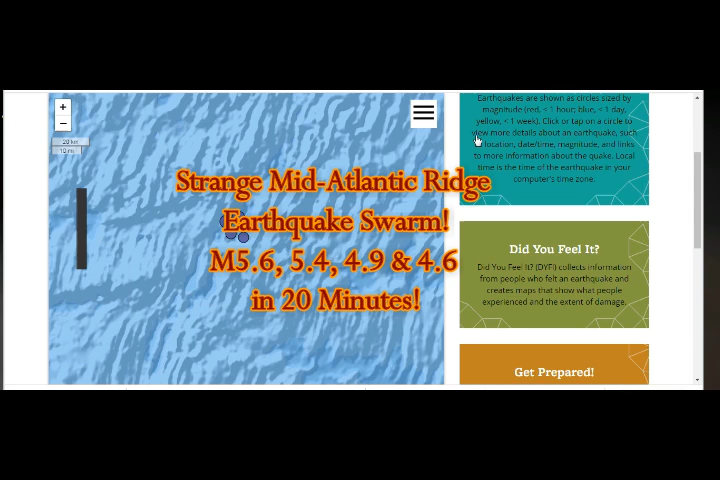 +
−
20 km
10 mi
Strange Mid-Atlantic Ridge
Earthquake Swarm!
M5.6, 5.4, 4.9 & 4.6
in 20 Minutes!
Earthquakes are shown as circles sized by
magnitude (red, < 1 hour; blue, < 1 day,
yellow, < 1 week). Click or tap on a circle to
view more details about an earthquake, such
location, date/time, magnitude, and links
to more information about the quake. Local
time is the time of the earthquake in your
computer's time zone.
Did You Feel It?
Did You Feel It? (DYFI) collects information
from people who felt an earthquake and
creates maps that show what people
experienced and the extent of damage.
Get Prepared!